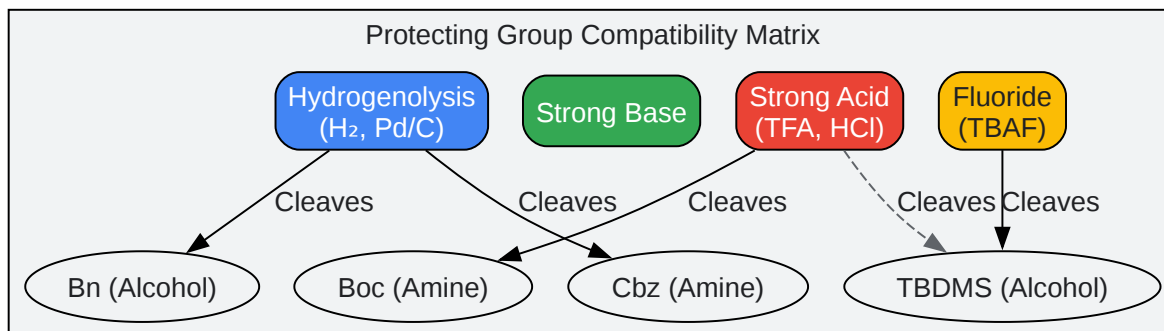 Protecting Group Compatibility Matrix
Hydrogenolysis
(H₂, Pd/C)
Strong Base
Strong Acid
(TFA, HCl)
Fluoride
(TBAF)
Cleaves
Cleaves
Cleaves
Cleaves
Cleaves
Bn (Alcohol)
Boc (Amine)
Cbz (Amine)
TBDMS (Alcohol)